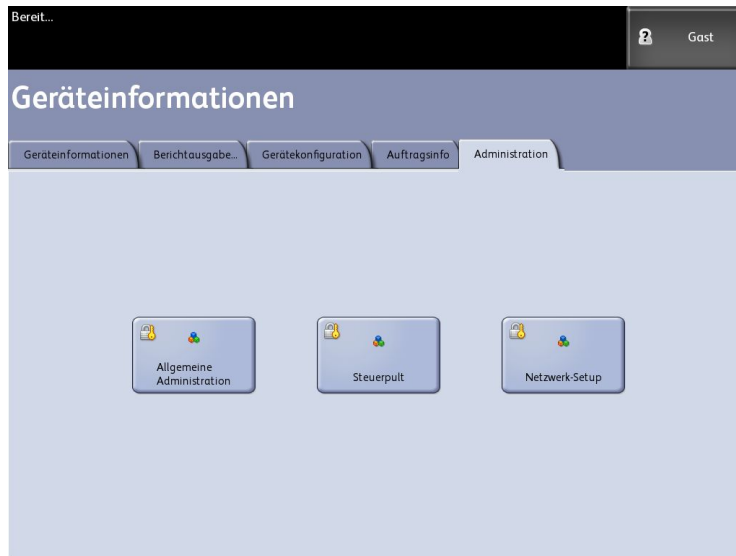 Bereit...
Gast
Geräteinformationen
Geräteinformationen Berichtausgabe... Gerätekonfiguration Auftragsinfo Administration
Allgemeine
Administration
Steuerpult
Netzwerk-Setup